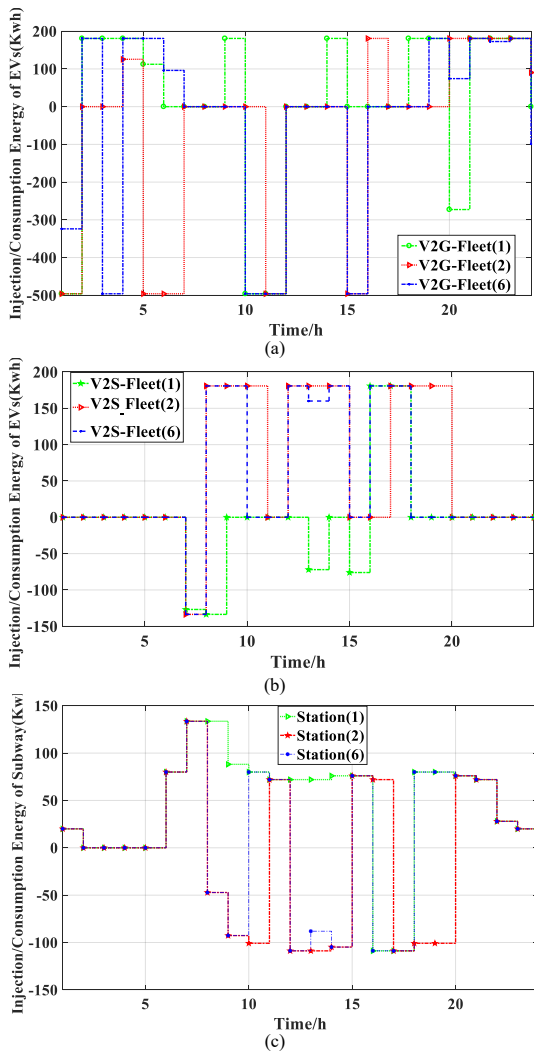 Injection/Consumption Energy of EVs(Kwh)
200
100
0
-100
-200
-300
-400
-500
5
10
15
20
V2G-Fleet(1)
V2G-Fleet(2)
V2G-Fleet(6)
Time/h
(a)
Injection/Consumption Energy of EVs(Kwh)
200
150
100
50
0
-50
-100
-150
5
10
15
20
V2S-Fleet(1)
V2S_Fleet(2)
V2S-Fleet(6)
Time/h
(b)
Injection/Consumption Energy of Subway(Kw
150
100
50
0
-50
-100
-150
5
10
15
20
Station(1)
Station(2)
Station(6)
Time/h
(c)